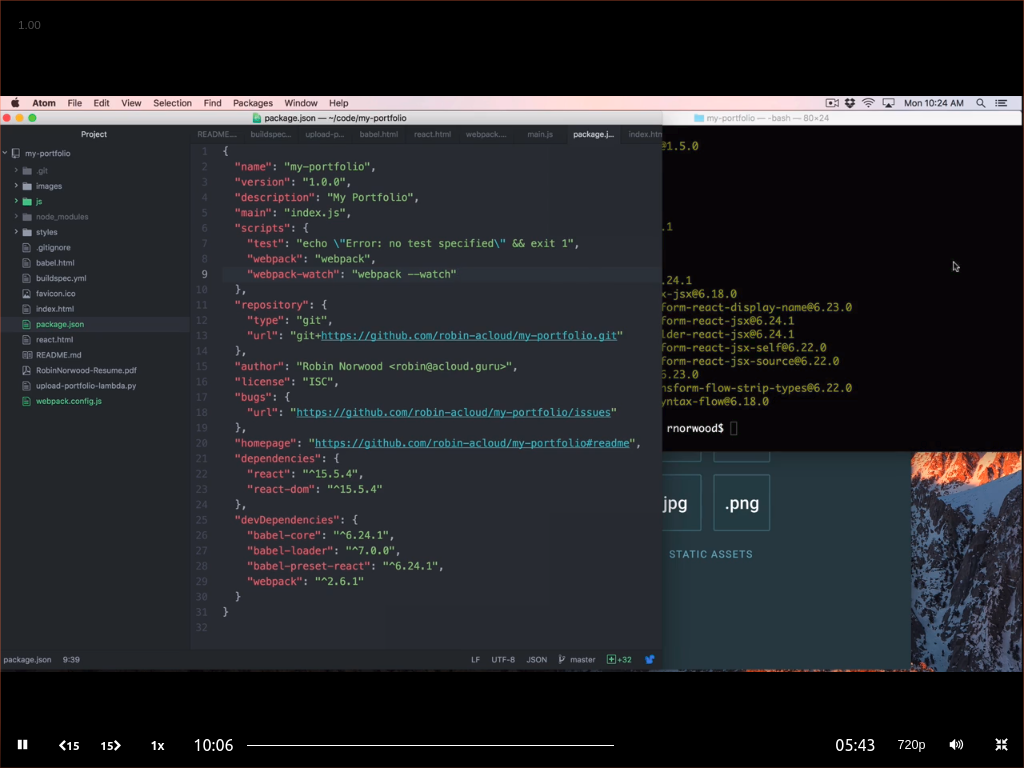 1.00
Atom File Edit View Selection Find Packages Window Help Mon 10:24 AM
package.json — ~/code/my-portfolio
my-portfolio — -bash — 80×24
Project
README... buildspec... upload-p... babel.html react.html webpack.... main.js package.j... index.htm
my-portfolio
.git
images
js
node_modules
styles
.gitignore
babel.html
buildspec.yml
favicon.ico
index.html
package.json
react.html
README.md
RobinNorwood-Resume.pdf
upload-portfolio-lambda.py
webpack.config.js
1 {
2 "name": "my-portfolio",
3 "version": "1.0.0",
4 "description": "My Portfolio",
5 "main": "index.js",
6 "scripts": {
7 "test": "echo \"Error: no test specified\" && exit 1",
8 "webpack": "webpack",
9 "webpack-watch": "webpack --watch"
10 },
11 "repository": {
12 "type": "git",
13 "url": "git+https://github.com/robin-acloud/my-portfolio.git"
14 },
15 "author": "Robin Norwood <robin@acloud.guru>",
16 "license": "ISC",
17 "bugs": {
18 "url": "https://github.com/robin-acloud/my-portfolio/issues"
19 },
20 "homepage": "https://github.com/robin-acloud/my-portfolio#readme",
21 "dependencies": {
22 "react": "^15.5.4",
23 "react-dom": "^15.5.4"
24 },
25 "devDependencies": {
26 "babel-core": "^6.24.1",
27 "babel-loader": "^7.0.0",
28 "babel-preset-react": "^6.24.1",
29 "webpack": "^2.6.1"
30 }
31 }
32
@1.5.0
.1
.24.1
x-jsx@6.18.0
form-react-display-name@6.23.0
form-react-jsx@6.24.1
lder-react-jsx@6.24.1
form-react-jsx-self@6.22.0
form-react-jsx-source@6.22.0
6.23.0
nsform-flow-strip-types@6.22.0
yntax-flow@6.18.0
rnorwood$
jpg .png
STATIC ASSETS
package.json 9:39 LF UTF-8 JSON master +32
15 15 1x 10:06 05:43 720p